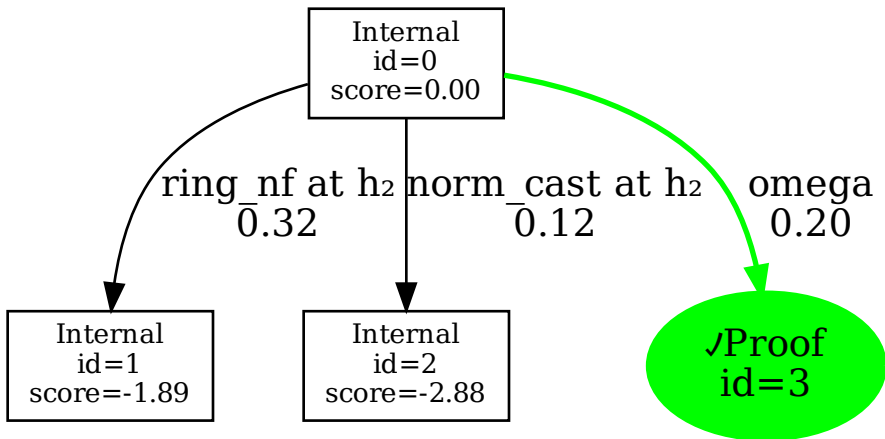 Internal
id=0
score=0.00
ring_nf at h₂
0.32
norm_cast at h₂
0.12
omega
0.20
Internal
id=1
score=-1.89
Internal
id=2
score=-2.88
✓Proof
id=3